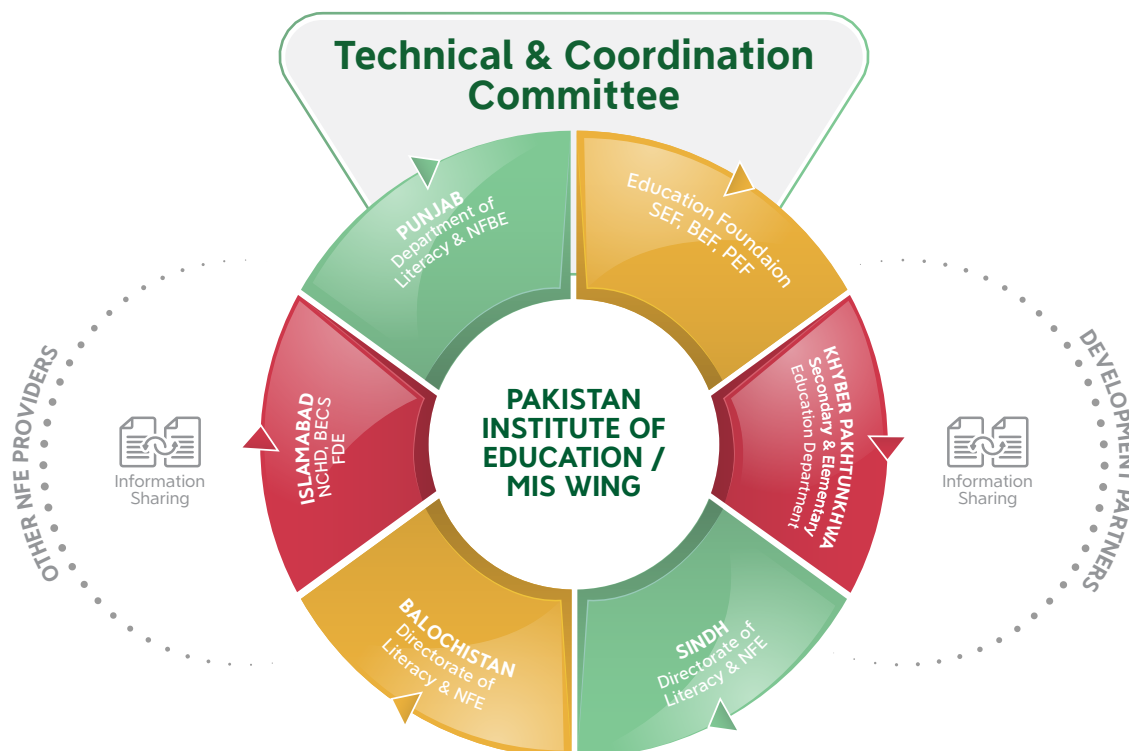 Technical & Coordination
Committee
PUNJAB
Department of
Literacy & NFBE
Education Foundaion
SEF, BEF, PEF
OTHER NFE PROVIDERS
Information
Sharing
ISLAMABAD
NCHD, BECS
FDE
PAKISTAN
INSTITUTE OF
EDUCATION /
MIS WING
KHYBER PAKHTUNKHWA
Secondary & Elementary
Education Department
Information
Sharing
DEVELOPMENT PARTNERS
BALOCHISTAN
Directorate of
Literacy & NFE
SINDH
Directorate of
Literacy & NFE